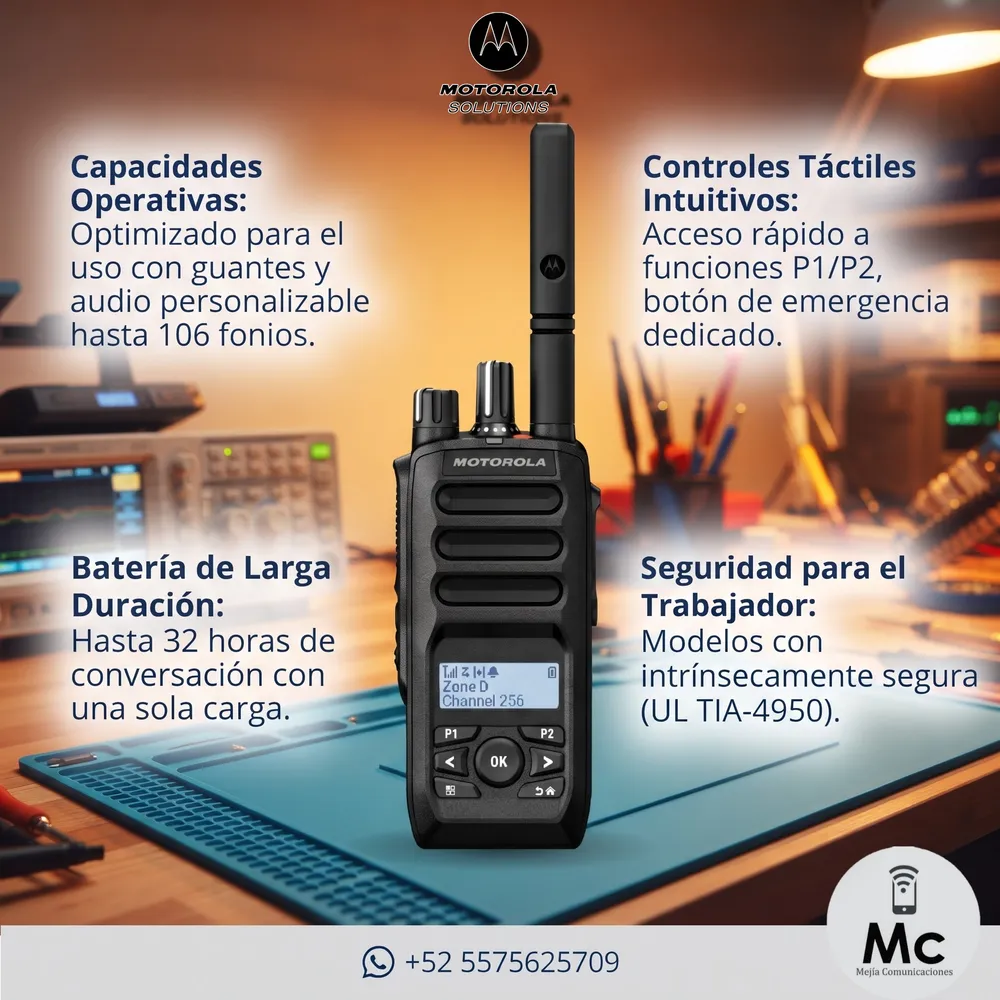 MOTOROLA
SOLUTIONS
Capacidades
Operativas:
Optimizado para el
uso con guantes y
audio personalizable
hasta 106 fonios.
Controles Táctiles
Intuitivos:
Acceso rápido a
funciones P1/P2,
botón de emergencia
dedicado.
MOTOROLA
Batería de Larga
Duración:
Hasta 32 horas de
conversación con
una sola carga.
Seguridad para el
Trabajador:
Modelos con
intrínsecamente segura
(UL TIA-4950).
Zone D
Channel 256
P1 P2
OK
+52 5575625709
Mc
Mejía Comunicaciones